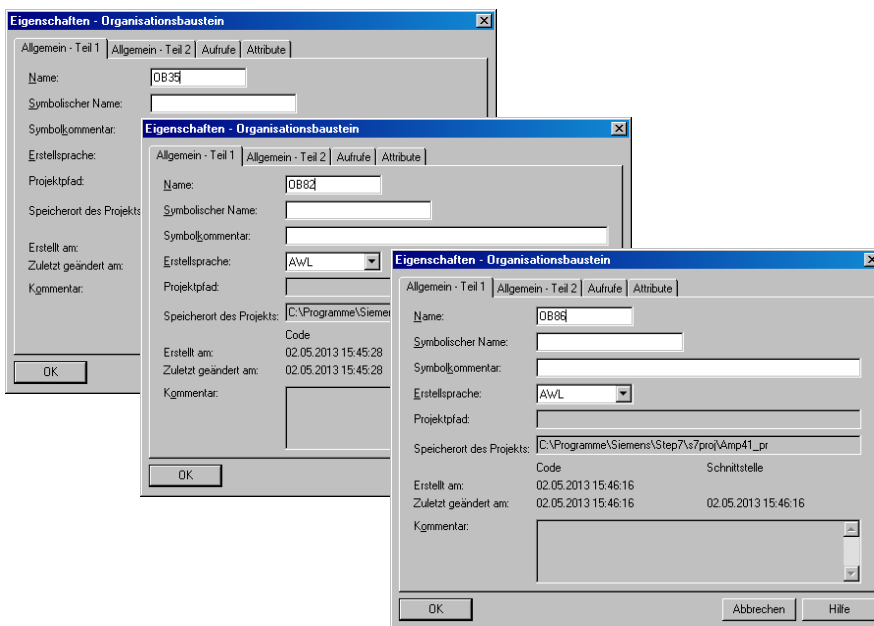 Eigenschaften - Organisationsbaustein
Allgemein - Teil 1 Allgemein - Teil 2 Aufrufe Attribute
Name: OB35
Symbolischer Name:
Symbolkommentar:
Erstellsprache:
Projektpfad:
Speicherort des Projekts
Erstellt am:
Zuletzt geändert am:
Kommentar:
OK
Eigenschaften - Organisationsbaustein
Allgemein - Teil 1 Allgemein - Teil 2 Aufrufe Attribute
Name: OB82
Symbolischer Name:
Symbolkommentar:
Erstellsprache: AWL
Projektpfad:
Speicherort des Projekts: C:\Programme\Siemen
Code
Erstellt am: 02.05.2013 15:45:28
Zuletzt geändert am: 02.05.2013 15:45:28
Kommentar:
OK
Eigenschaften - Organisationsbaustein
Allgemein - Teil 1 Allgemein - Teil 2 Aufrufe Attribute
Name: OB86
Symbolischer Name:
Symbolkommentar:
Erstellsprache: AWL
Projektpfad:
Speicherort des Projekts: C:\Programme\Siemens\Step7\s7proj\Amp41_pr
Code Schnittstelle
Erstellt am: 02.05.2013 15:46:16
Zuletzt geändert am: 02.05.2013 15:46:16 02.05.2013 15:46:16
Kommentar:
OK Abbrechen Hilfe